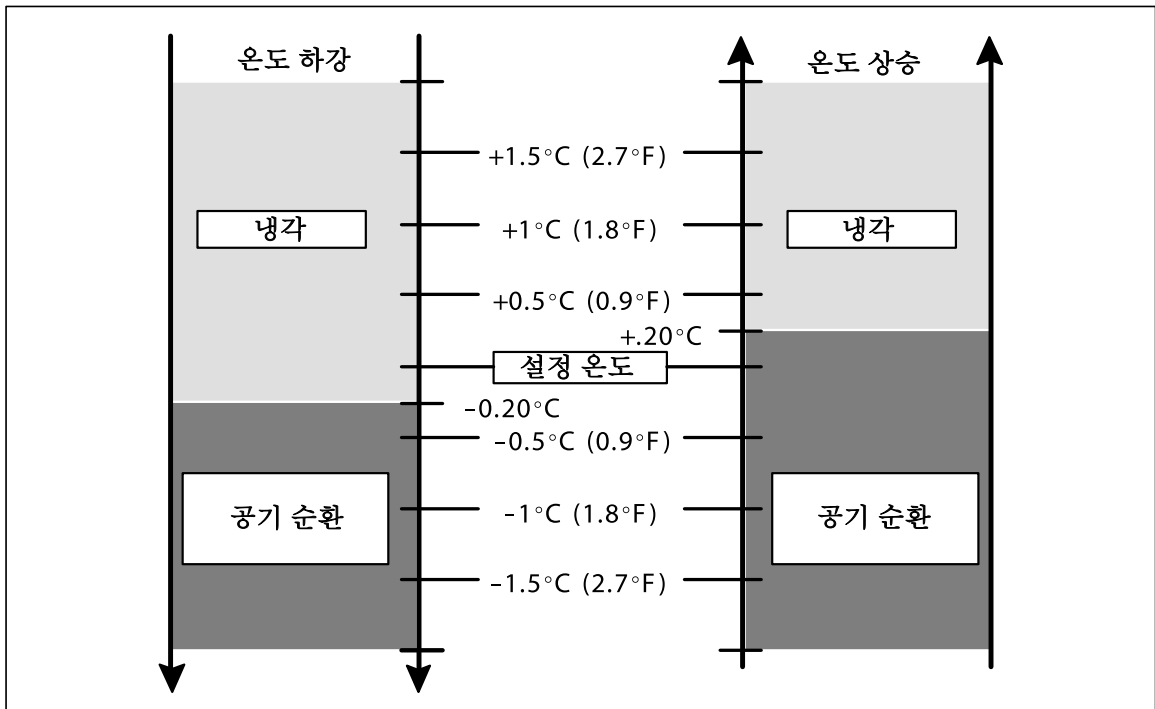 온도 하강
온도 상승
+1.5°C (2.7°F)
냉각
+1°C (1.8°F)
냉각
+0.5°C (0.9°F)
+.20°C
설정 온도
–0.20°C
–0.5°C (0.9°F)
공기 순환
–1°C (1.8°F)
공기 순환
–1.5°C (2.7°F)